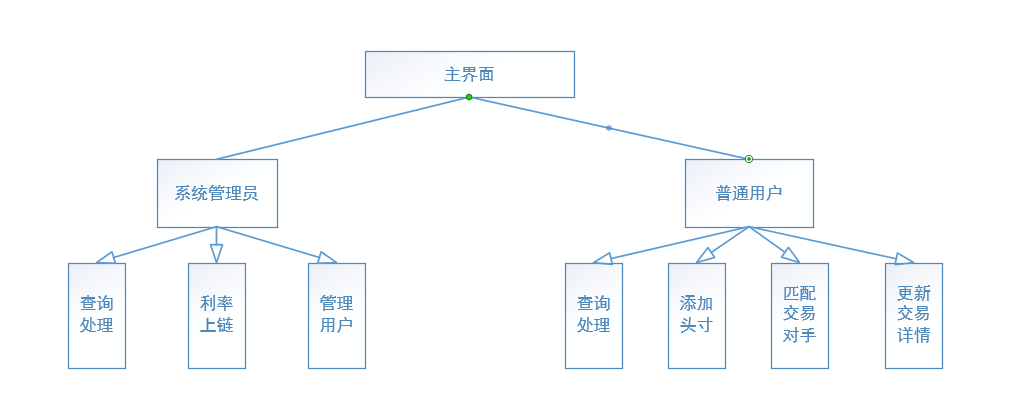 主界面
系统管理员
普通用户
查询
处理
利率
上链
管理
用户
查询
处理
添加
头寸
匹配
交易
对手
更新
交易
详情